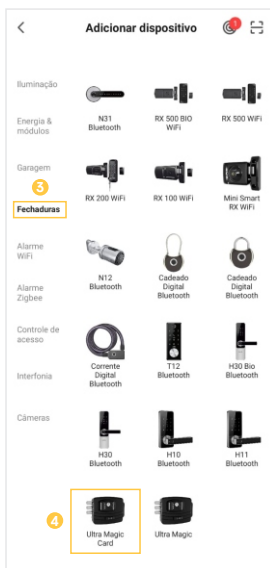 Adicionar dispositivo
Iluminação
Energia &
módulos
Garagem
3
Fechaduras
Alarme
WiFi
Alarme
Zigbee
Controle de
acesso
Interfonia
Câmeras
N31
Bluetooth
RX 500 BIO
WiFi
RX 500 WiFi
RX 200 WiFi
RX 100 WiFi
Mini Smart
RX WiFi
N12
Bluetooth
Cadeado
Digital
Bluetooth
Cadeado
Digital
Bluetooth
Corrente
Digital
Bluetooth
T12
Bluetooth
H30 Bio
Bluetooth
H30
Bluetooth
H10
Bluetooth
H11
Bluetooth
4
Ultra Magic
Card
Ultra Magic